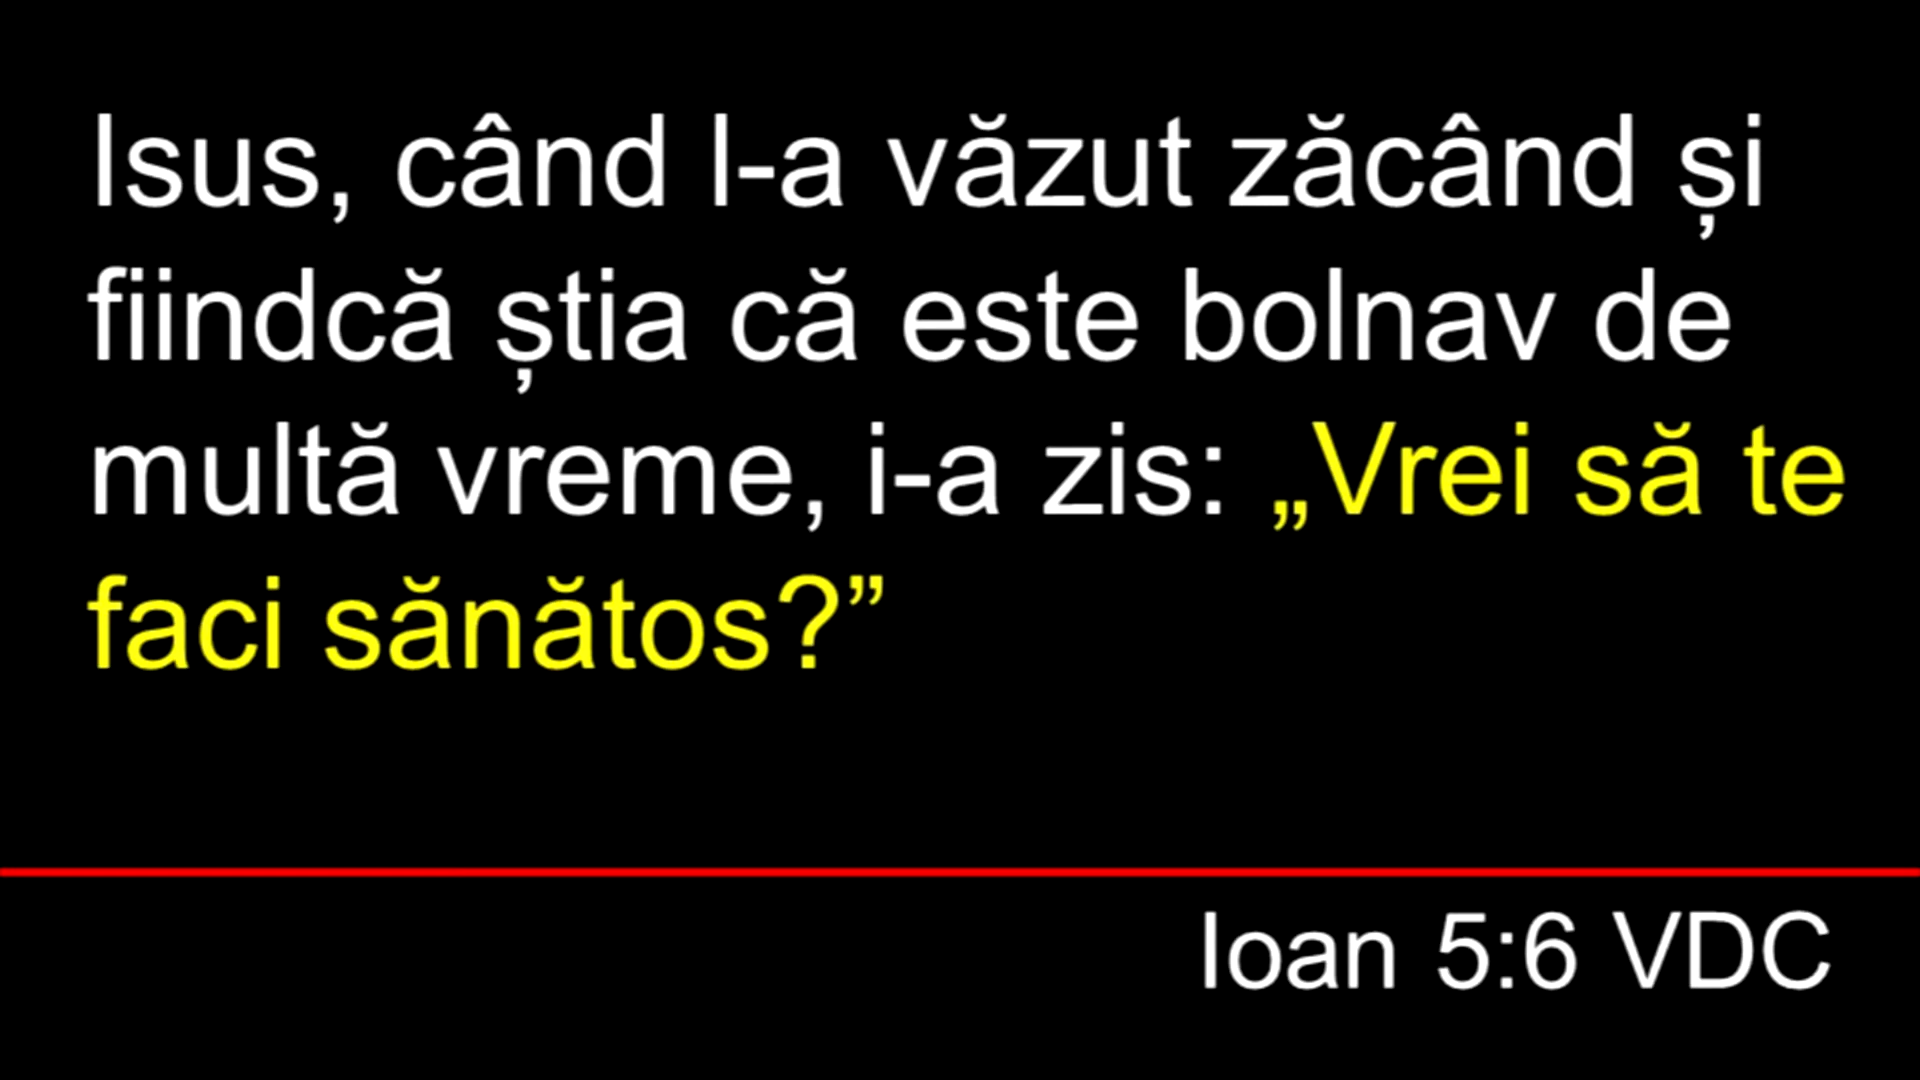 Isus, când l-a văzut zăcând și
fiindcă știa că este bolnav de
multă vreme, i-a zis: „Vrei să te
faci sănătos?”
Ioan 5:6 VDC